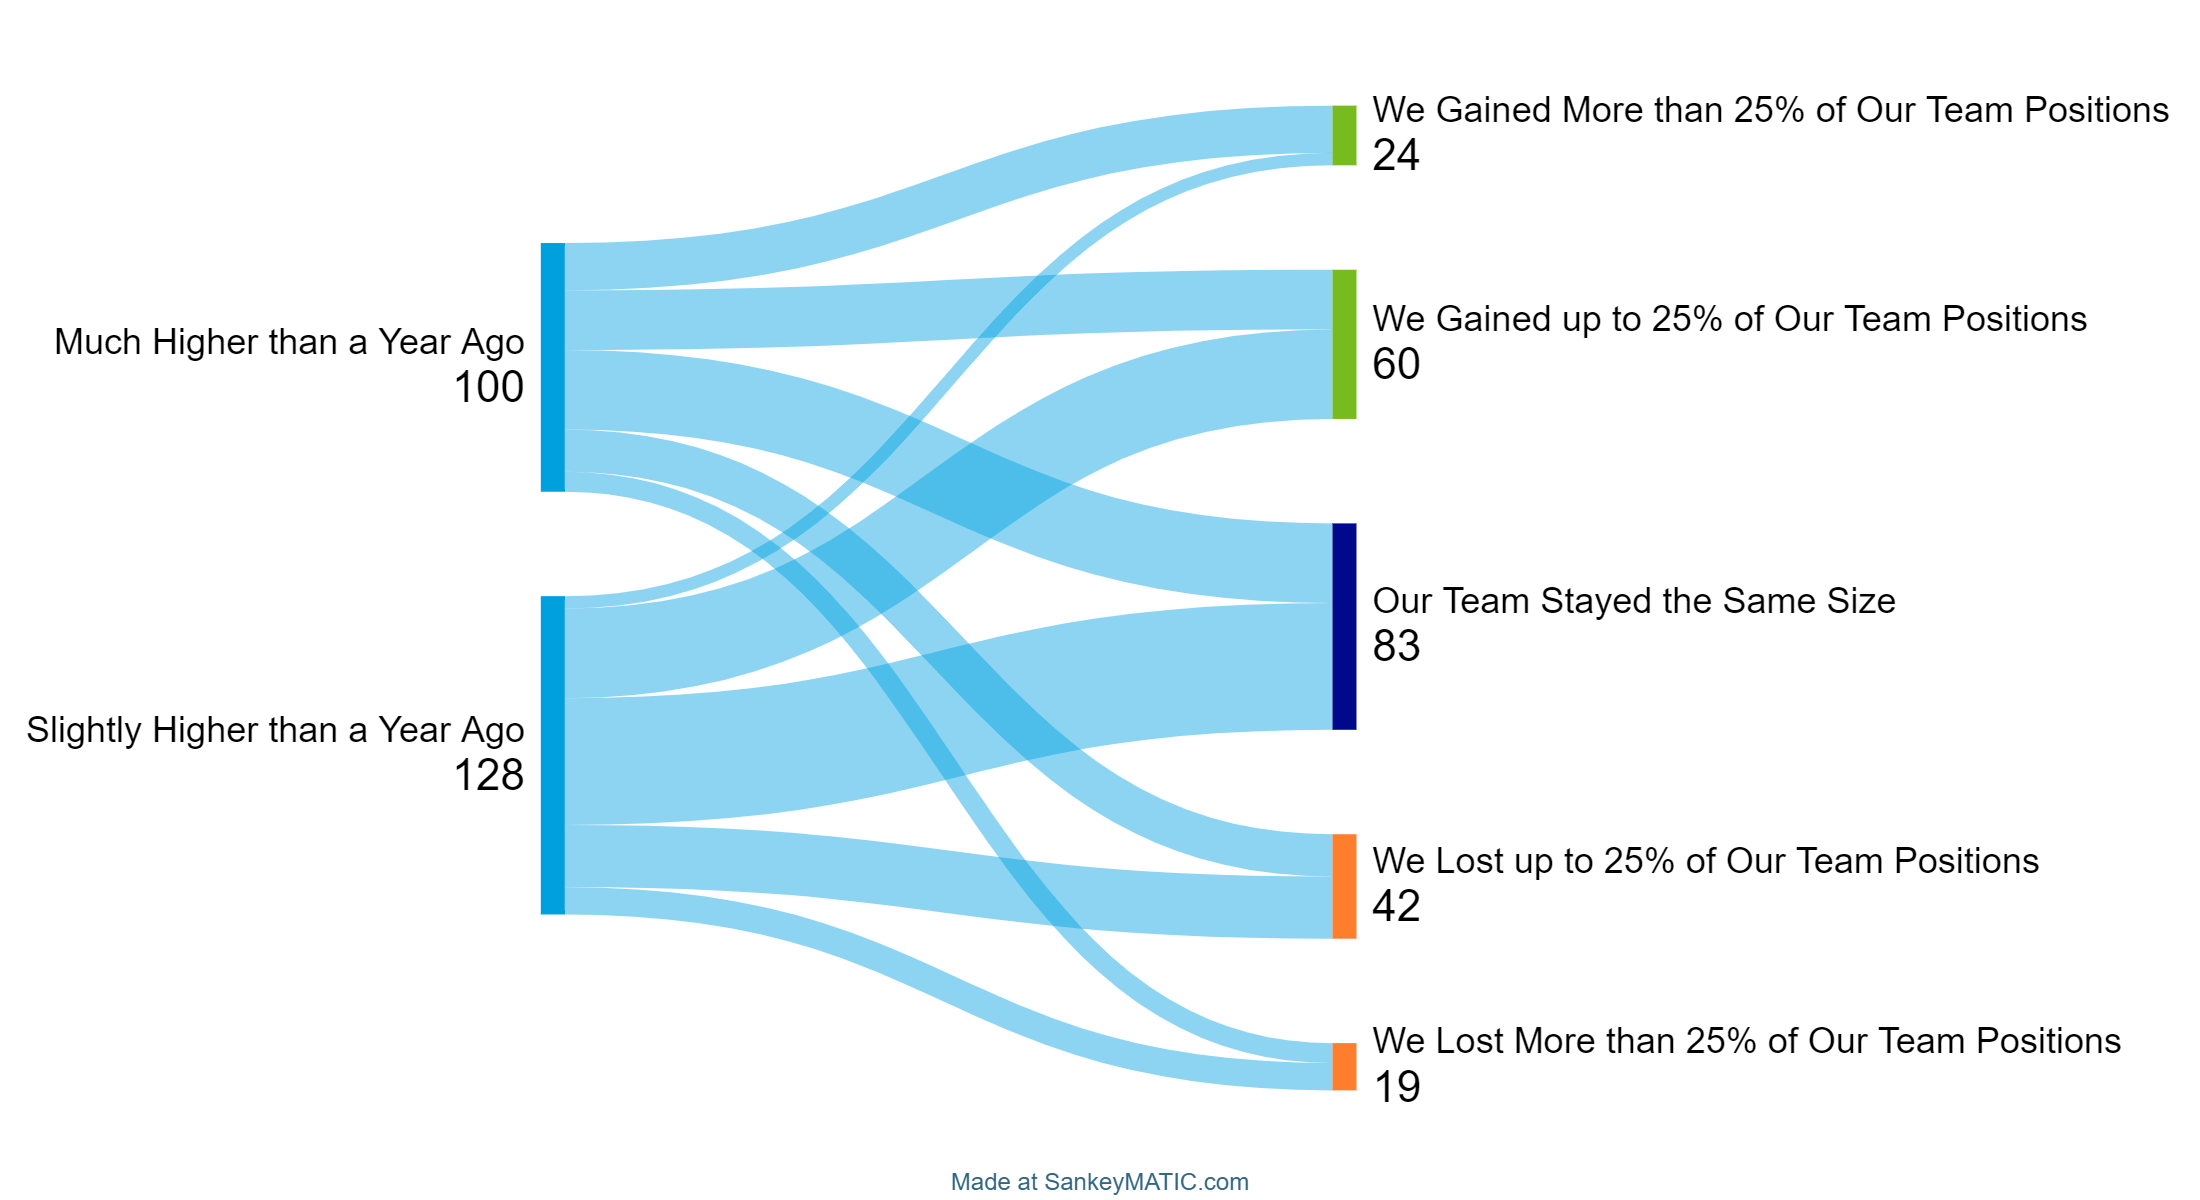 Much Higher than a Year Ago
100
Slightly Higher than a Year Ago
128
We Gained More than 25% of Our Team Positions
24
We Gained up to 25% of Our Team Positions
60
Our Team Stayed the Same Size
83
We Lost up to 25% of Our Team Positions
42
We Lost More than 25% of Our Team Positions
19
Made at SankeyMATIC.com